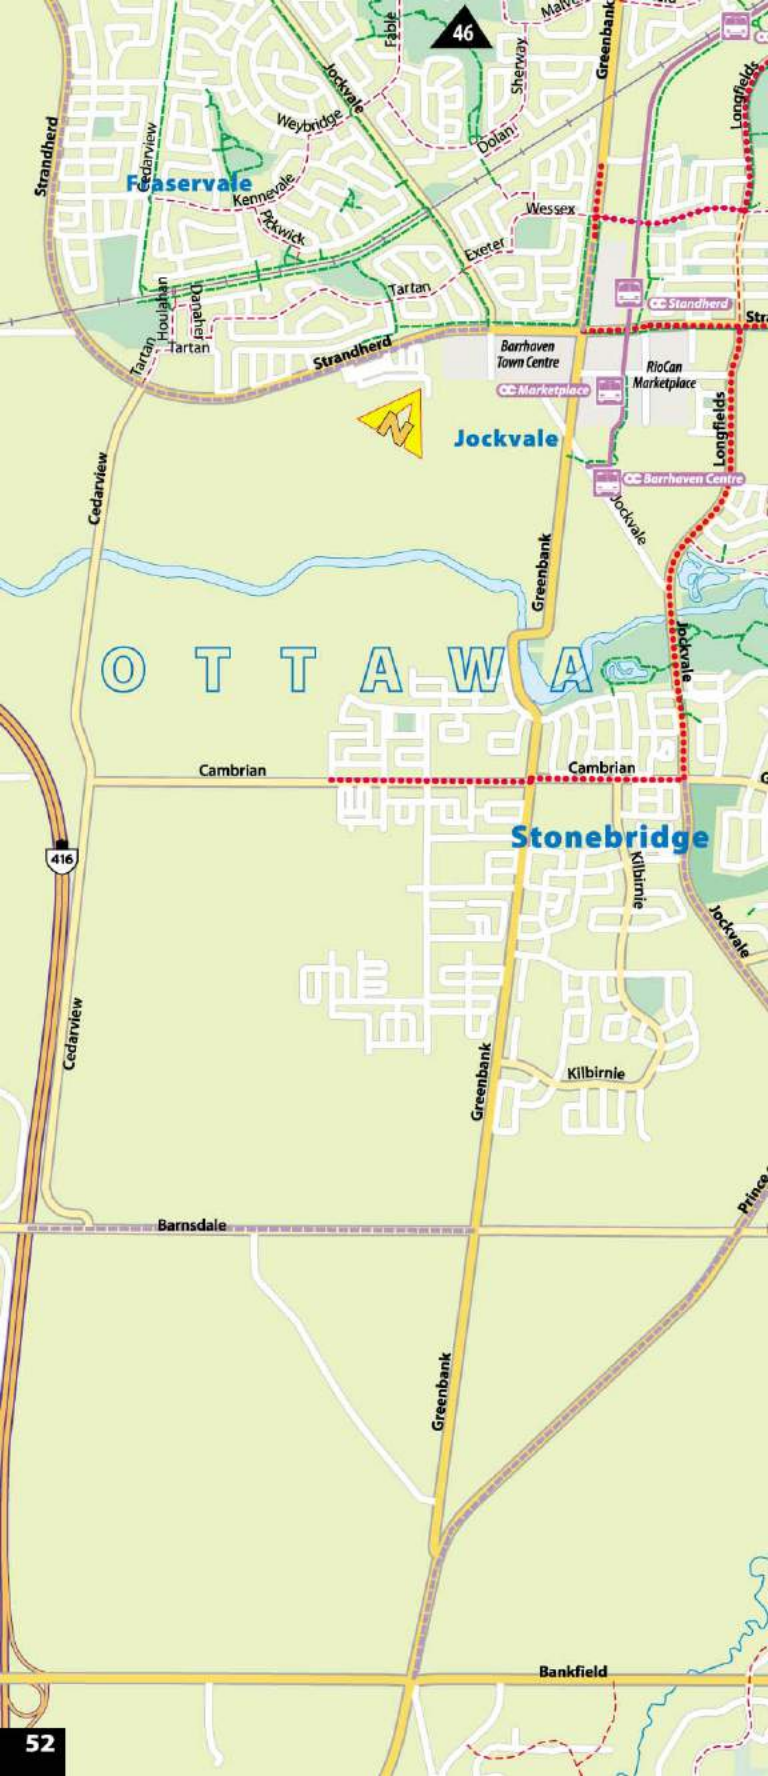 Fable
46
Malve
Sherway
Greenbank
Longfields
Jockvale
Weybridge
Dolan
Strandherd
Cedarview
Fraservale
Kennevale
Pickwick
Wessex
Exeter
Tartan
Houlahan
Danaher
Tartan
Tartan
Strandherd
Standherd
Stra
Barrhaven
Town Centre
RioCan
Marketplace
Marketplace
Longfields
N
Jockvale
Barrhaven Centre
Jockvale
Cedarview
Greenbank
Jockvale
OTTAWA
Cambrian
Cambrian
Stonebridge
416
Kilbirnie
Jockvale
Cedarview
Greenbank
Kilbirnie
Prince
Barnsdale
Greenbank
Bankfield
52